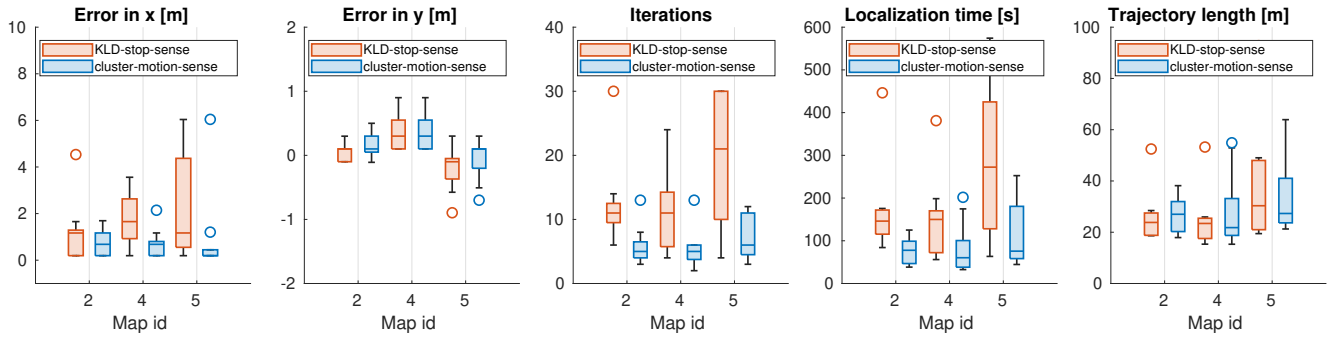 Error in x [m]
10
8
6
4
2
0
KLD-stop-sense
cluster-motion-sense
2 4 5
Map id
Error in y [m]
2
1
0
-1
-2
KLD-stop-sense
cluster-motion-sense
2 4 5
Map id
Iterations
40
30
20
10
0
KLD-stop-sense
cluster-motion-sense
2 4 5
Map id
Localization time [s]
600
500
400
300
200
100
0
KLD-stop-sense
cluster-motion-sense
2 4 5
Map id
Trajectory length [m]
100
80
60
40
20
0
KLD-stop-sense
cluster-motion-sense
2 4 5
Map id